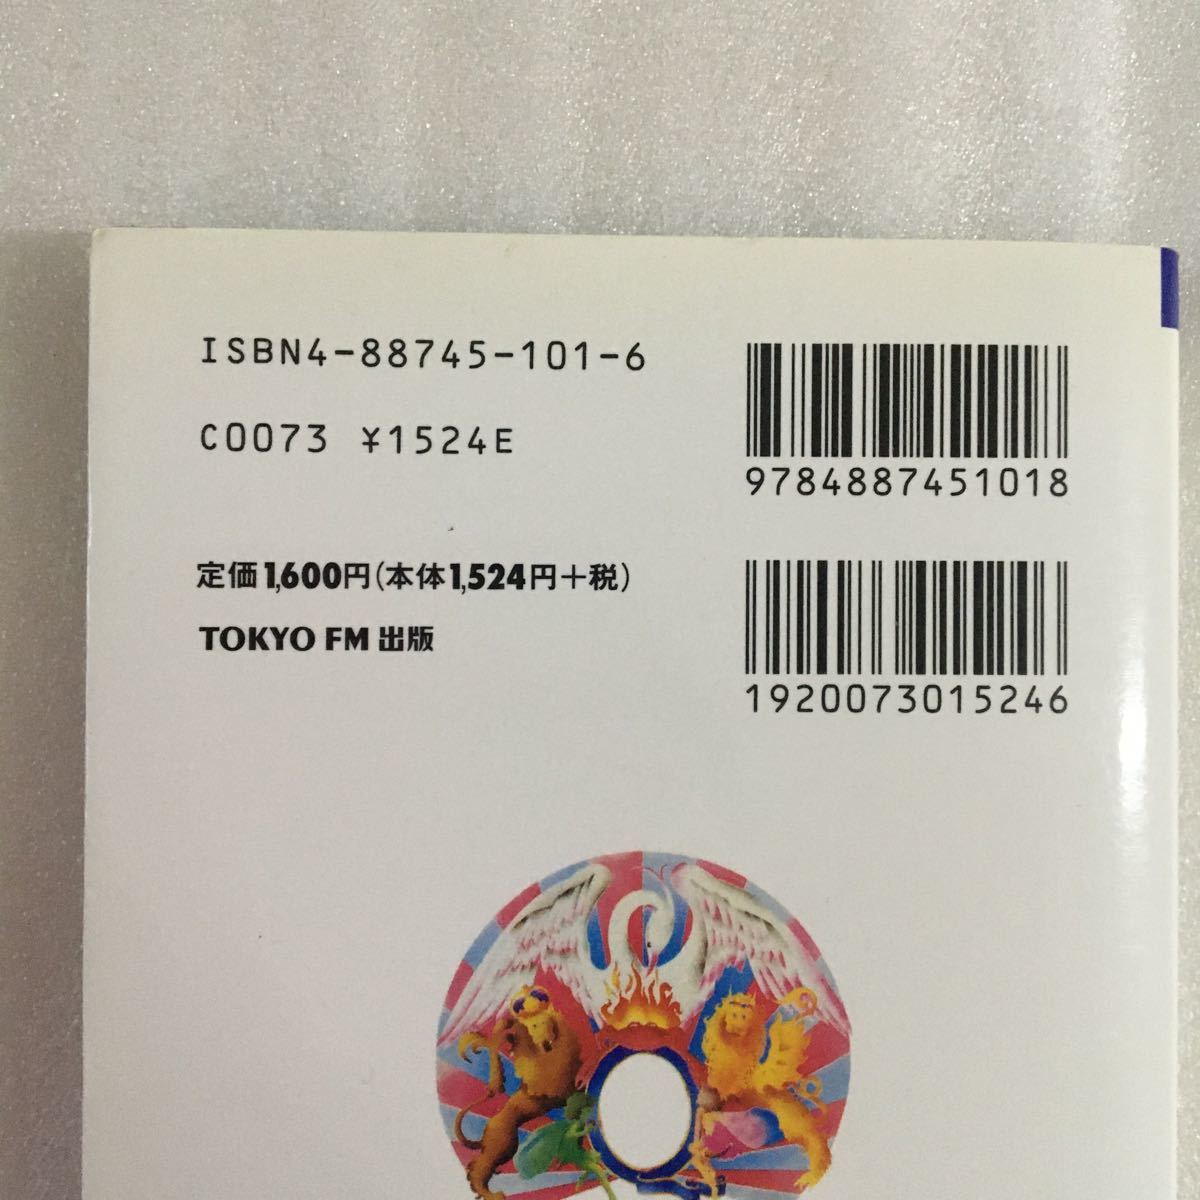 ISBN4-88745-101-6
C0073 ¥1524E
定価1,600円(本体1,524円+税)
TOKYO FM 出版
9784887451018
1920073015246